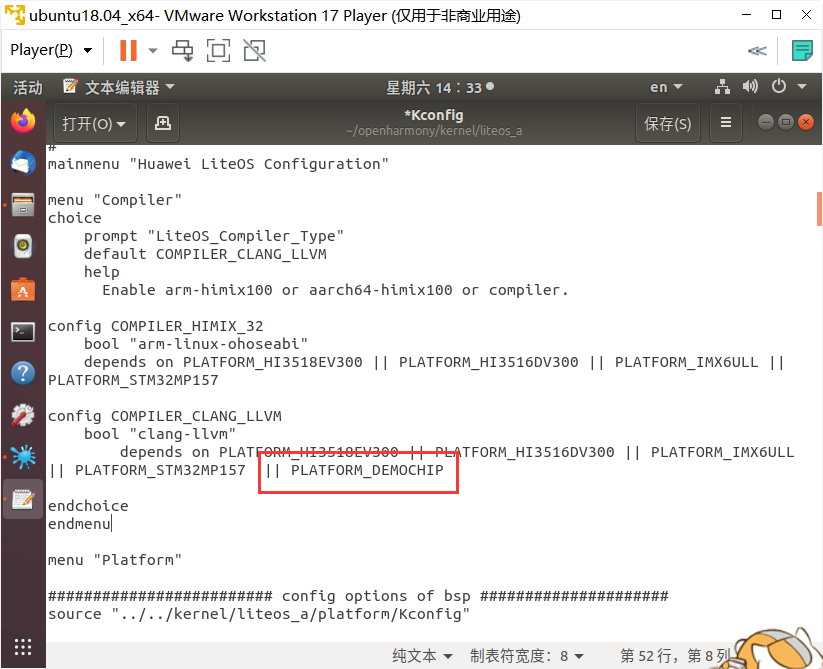 ubuntu18.04_x64- VMware Workstation 17 Player (仅用于非商业用途)
Player(P)
活动 文本编辑器 星期六 14：33 en
打开(O) *Kconfig 保存(S)
~/openharmony/kernel/liteos_a
#
mainmenu "Huawei LiteOS Configuration"
menu "Compiler"
choice
prompt "LiteOS_Compiler_Type"
default COMPILER_CLANG_LLVM
help
Enable arm-himix100 or aarch64-himix100 or compiler.
config COMPILER_HIMIX_32
bool "arm-linux-ohoseabi"
depends on PLATFORM_HI3518EV300 || PLATFORM_HI3516DV300 || PLATFORM_IMX6ULL ||
PLATFORM_STM32MP157
config COMPILER_CLANG_LLVM
bool "clang-llvm"
depends on PLATFORM_HI3518EV300 || PLATFORM_HI3516DV300 || PLATFORM_IMX6ULL
|| PLATFORM_STM32MP157 || PLATFORM_DEMOCHIP
endchoice
endmenu
menu "Platform"
######################### config options of bsp #####################
source "../../kernel/liteos_a/platform/Kconfig"
纯文本 制表符宽度：8 第 52 行，第 8 列